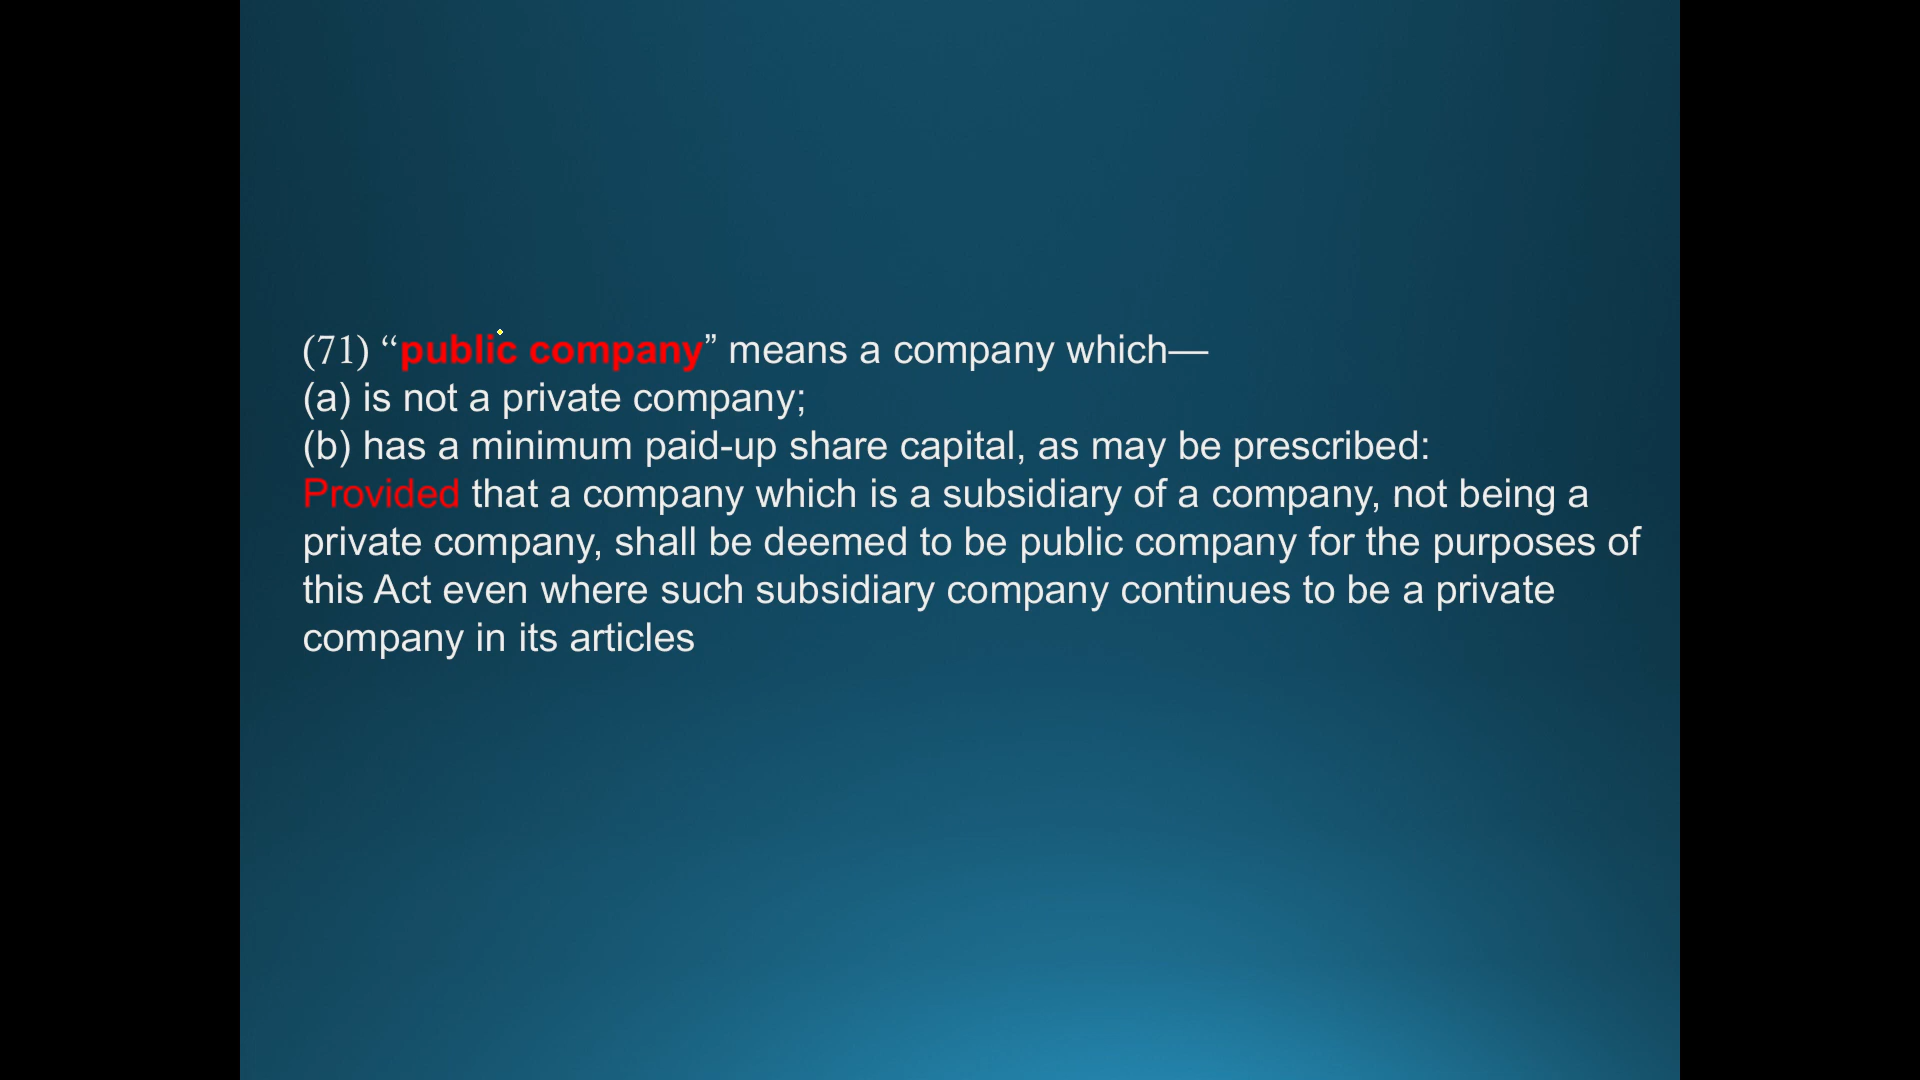 (71) “public company” means a company which—
(a) is not a private company;
(b) has a minimum paid-up share capital, as may be prescribed:
Provided that a company which is a subsidiary of a company, not being a
private company, shall be deemed to be public company for the purposes of
this Act even where such subsidiary company continues to be a private
company in its articles